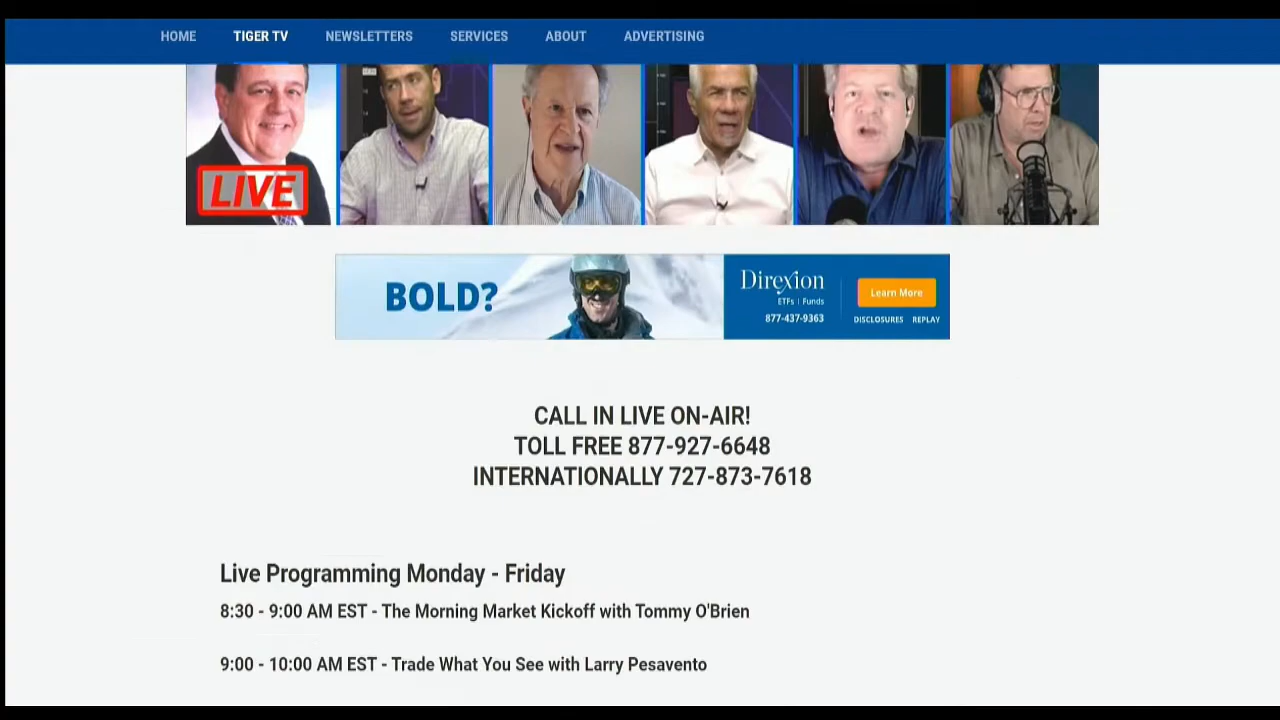 HOME TIGER TV NEWSLETTERS SERVICES ABOUT ADVERTISING
LIVE
BOLD?
Direxion
ETFs | Funds
877-437-9363
Learn More
DISCLOSURES REPLAY
CALL IN LIVE ON-AIR!
TOLL FREE 877-927-6648
INTERNATIONALLY 727-873-7618
Live Programming Monday - Friday
8:30 - 9:00 AM EST - The Morning Market Kickoff with Tommy O'Brien
9:00 - 10:00 AM EST - Trade What You See with Larry Pesavento